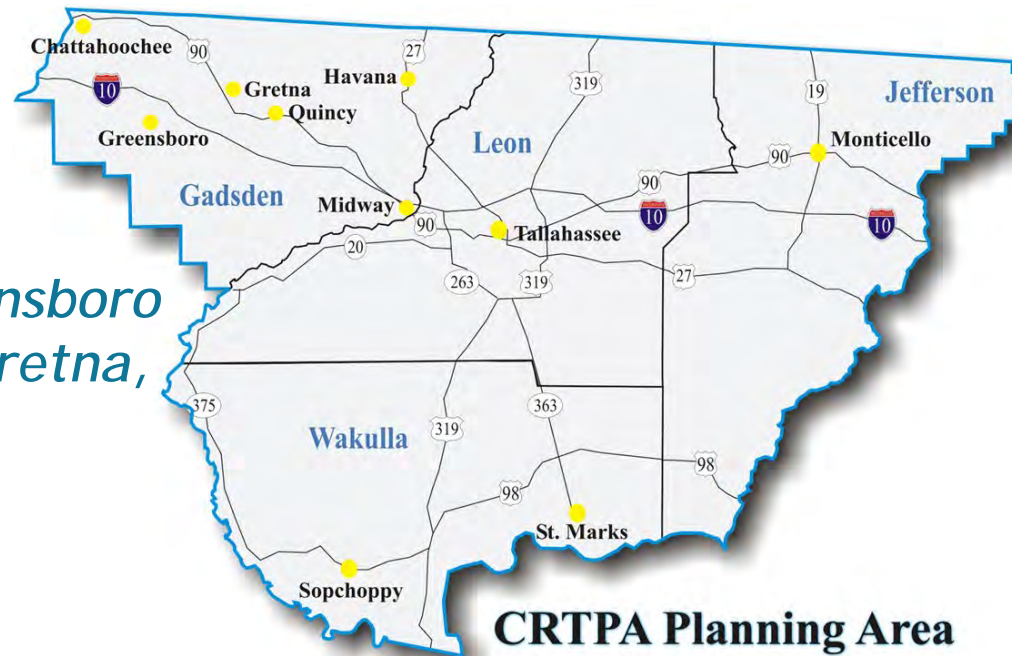 Chattahoochee
90
27
Havana
319
10
Gretna
Quincy
19
Jefferson
Greensboro
Leon
Monticello
90
Gadsden
90
Midway
10
10
90
Tallahassee
20
263
319
27
nsboro
retna,
375
363
319
Wakulla
98
98
St. Marks
Sopchoppy
CRTPA Planning Area